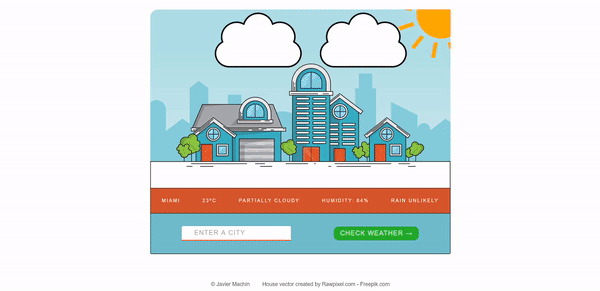 MIAMI 23ºC PARTIALLY CLOUDY HUMIDITY: 84% RAIN UNLIKELY
ENTER A CITY CHECK WEATHER →
© Javier Machin House vector created by Rawpixel.com - Freepik.com